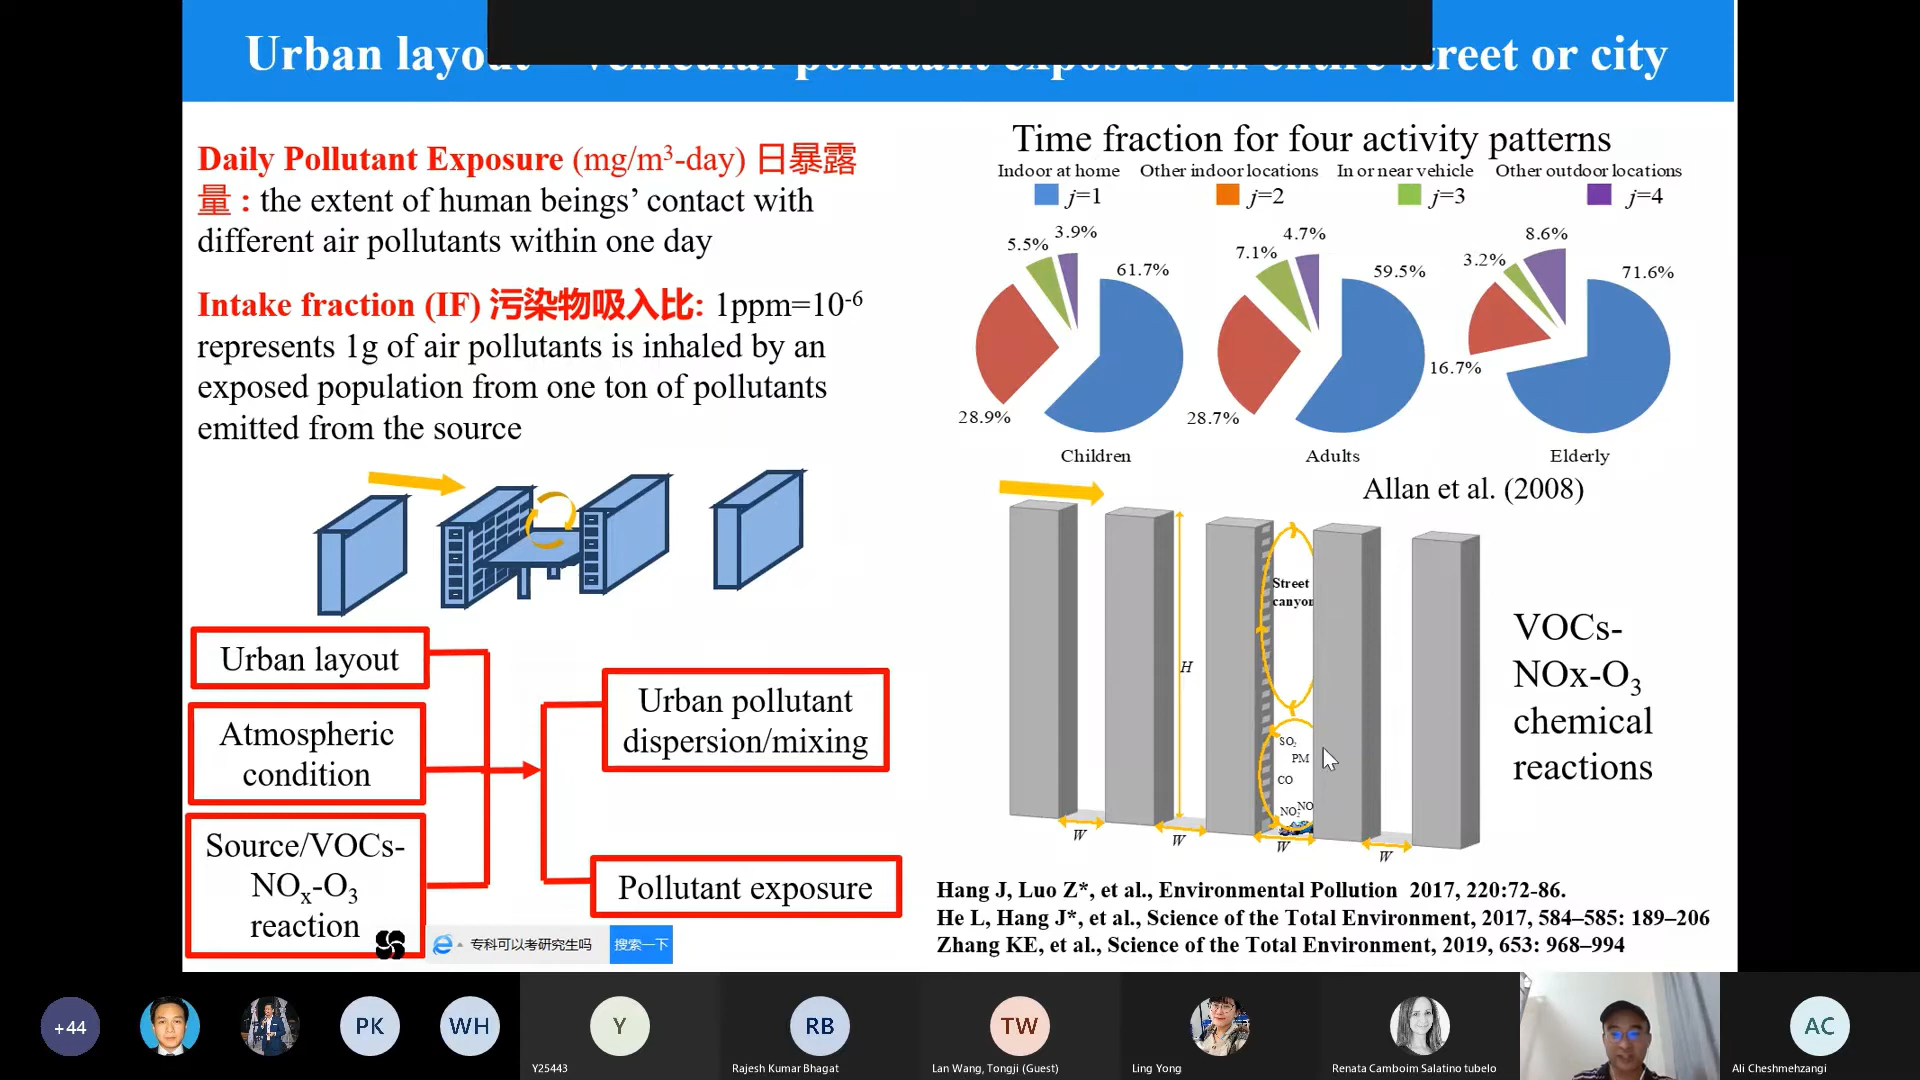 Urban layout - vehicular pollutant exposure in entire street or city
Daily Pollutant Exposure (mg/m³-day) 日暴露
量 : the extent of human beings’ contact with
different air pollutants within one day
Intake fraction (IF) 污染物吸入比: 1ppm=10⁻⁶
represents 1g of air pollutants is inhaled by an
exposed population from one ton of pollutants
emitted from the source
Urban layout
Atmospheric
condition
Source/VOCs-
NOₓ-O₃
reaction
Urban pollutant
dispersion/mixing
Pollutant exposure
专科可以考研究生吗 搜索一下
Time fraction for four activity patterns
Indoor at home Other indoor locations In or near vehicle Other outdoor locations
j=1 j=2 j=3 j=4
5.5% 3.9% 61.7% 28.9%
Children
7.1% 4.7% 59.5% 28.7%
Adults
3.2% 8.6% 71.6% 16.7%
Elderly
Allan et al. (2008)
Street
canyon
H
SO₂
PM
CO
NO₂ NO
W W W W
VOCs-
NOx-O₃
chemical
reactions
Hang J, Luo Z*, et al., Environmental Pollution 2017, 220:72-86.
He L, Hang J*, et al., Science of the Total Environment, 2017, 584–585: 189–206
Zhang KE, et al., Science of the Total Environment, 2019, 653: 968–994
+44
PK
WH
Y
Y25443
RB
Rajesh Kumar Bhagat
TW
Lan Wang, Tongji (Guest)
Ling Yong
Renata Camboim Salatino tubelo
AC
Ali Cheshmehzangi